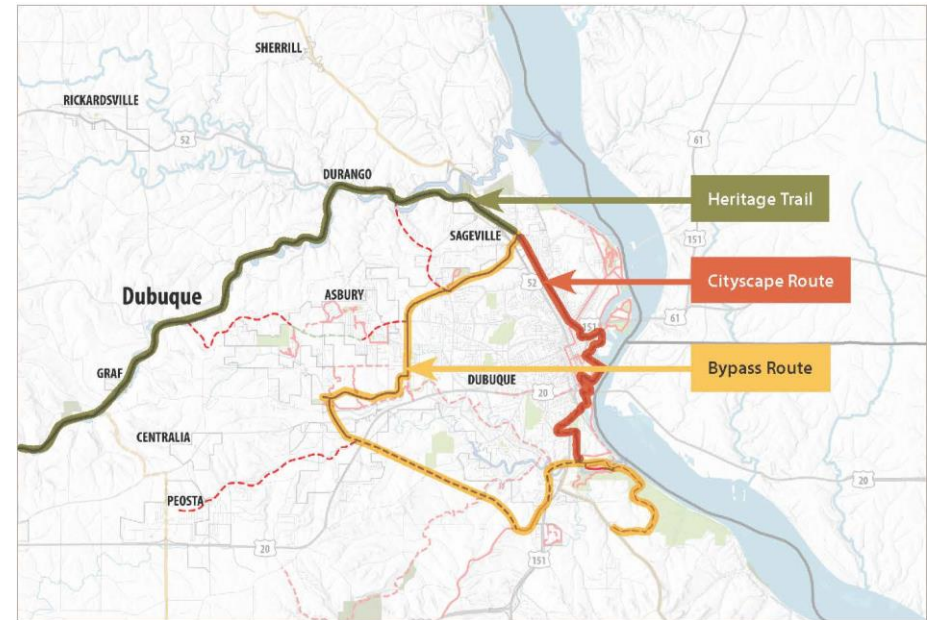 SHERRILL
RICKARDSVILLE
52
61
DURANGO
Heritage Trail
SAGEVILLE
151
52
Cityscape Route
Dubuque
ASBURY
61
151
Bypass Route
GRAF
DUBUQUE
20
CENTRALIA
PEOSTA
20
20
151